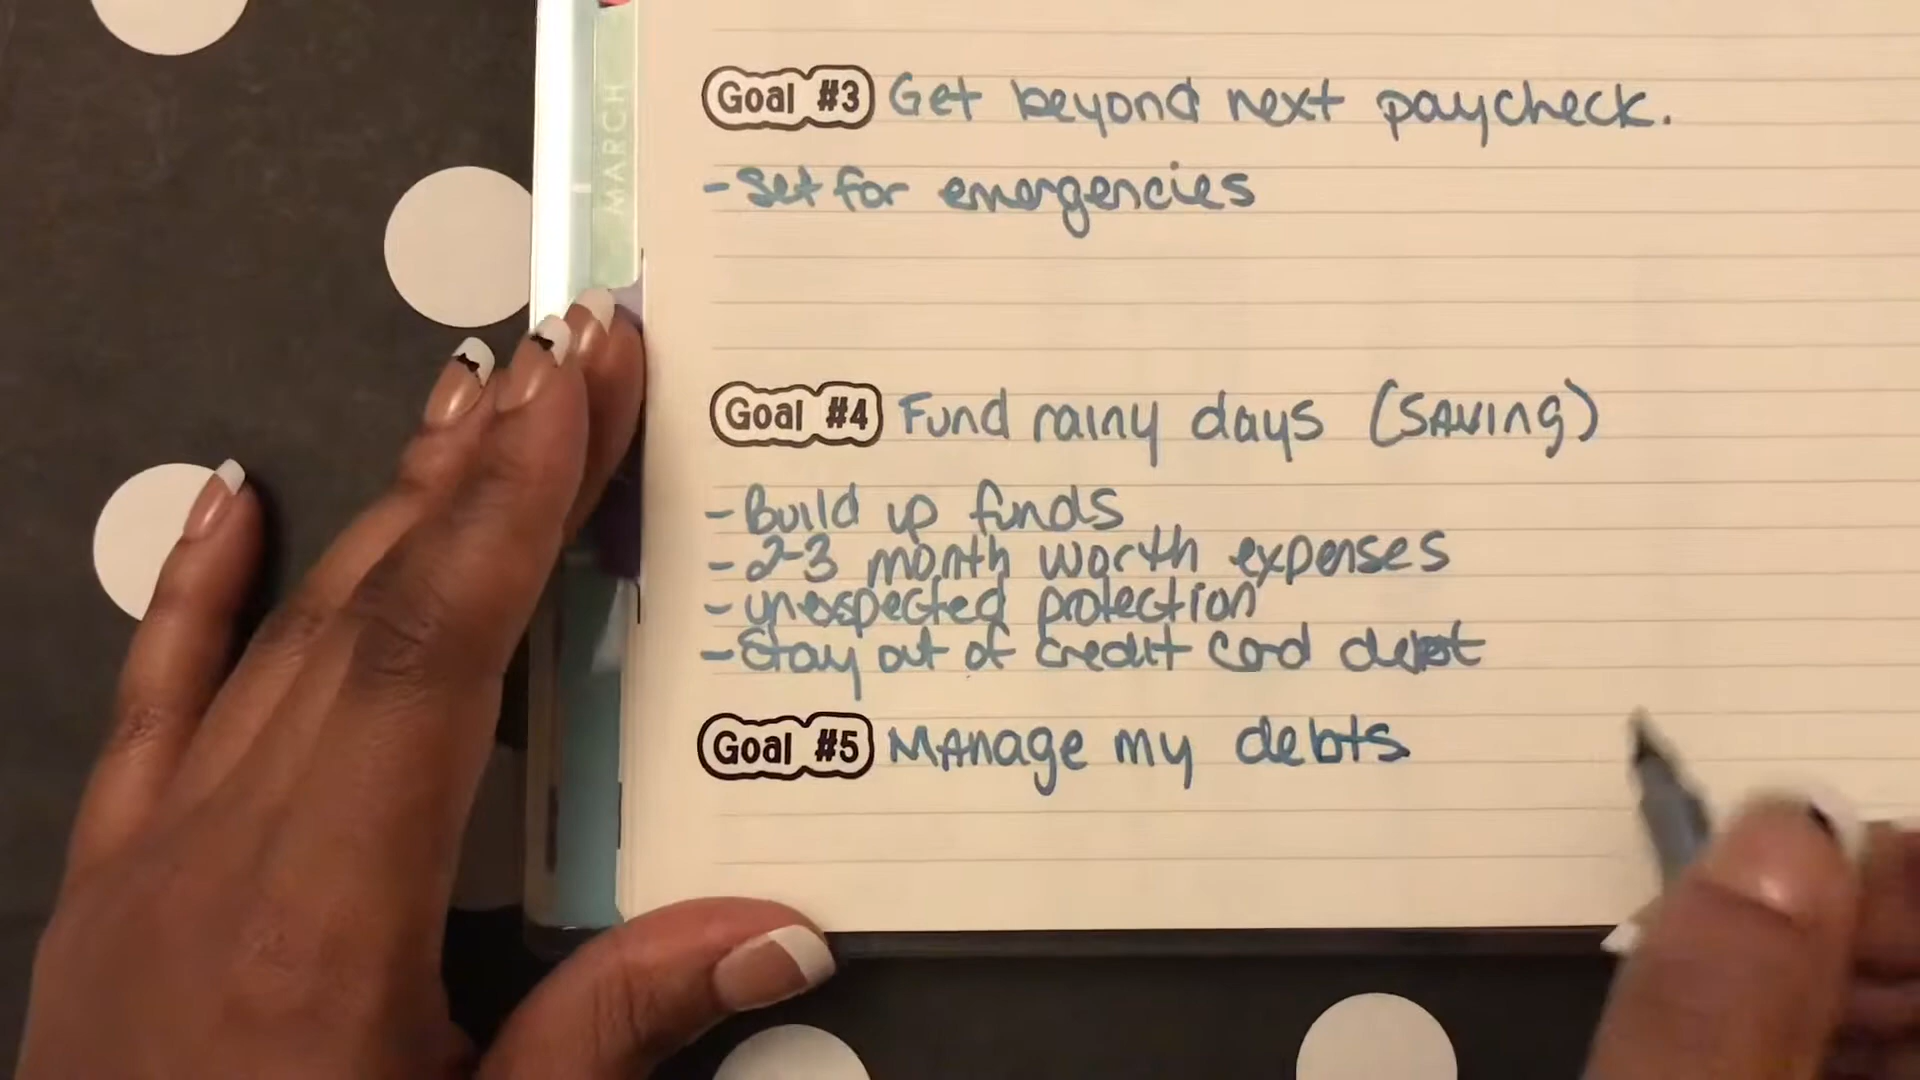 MARCH
Goal #3 Get beyond next paycheck.
- Set for emergencies
Goal #4 Fund rainy days (SAVING)
- Build up funds
- 2-3 month worth expenses
- unexspected protection
- Stay out of credit card debt
Goal #5 MANage my debts